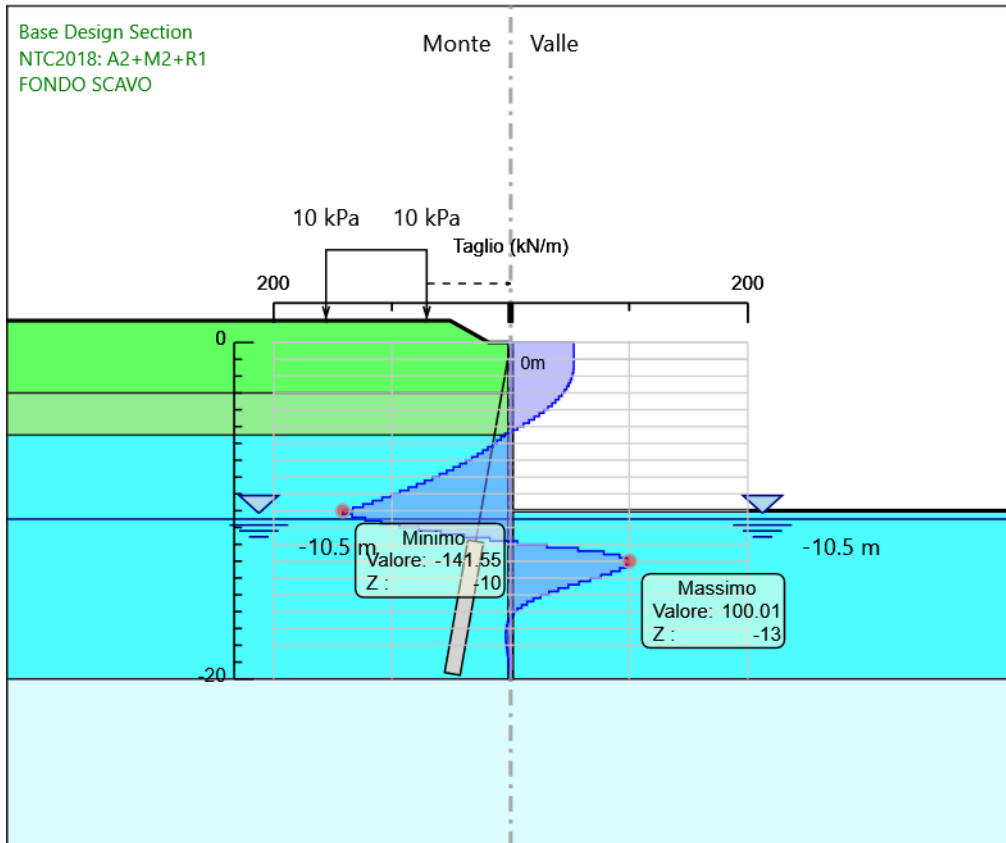 Base Design Section
NTC2018: A2+M2+R1
FONDO SCAVO
Monte
Valle
10 kPa
10 kPa
Taglio (kN/m)
200
200
0
0m
-10.5 m
-10.5 m
Minimo
Valore: -141.55
Z : -10
Massimo
Valore: 100.01
Z : -13
-20